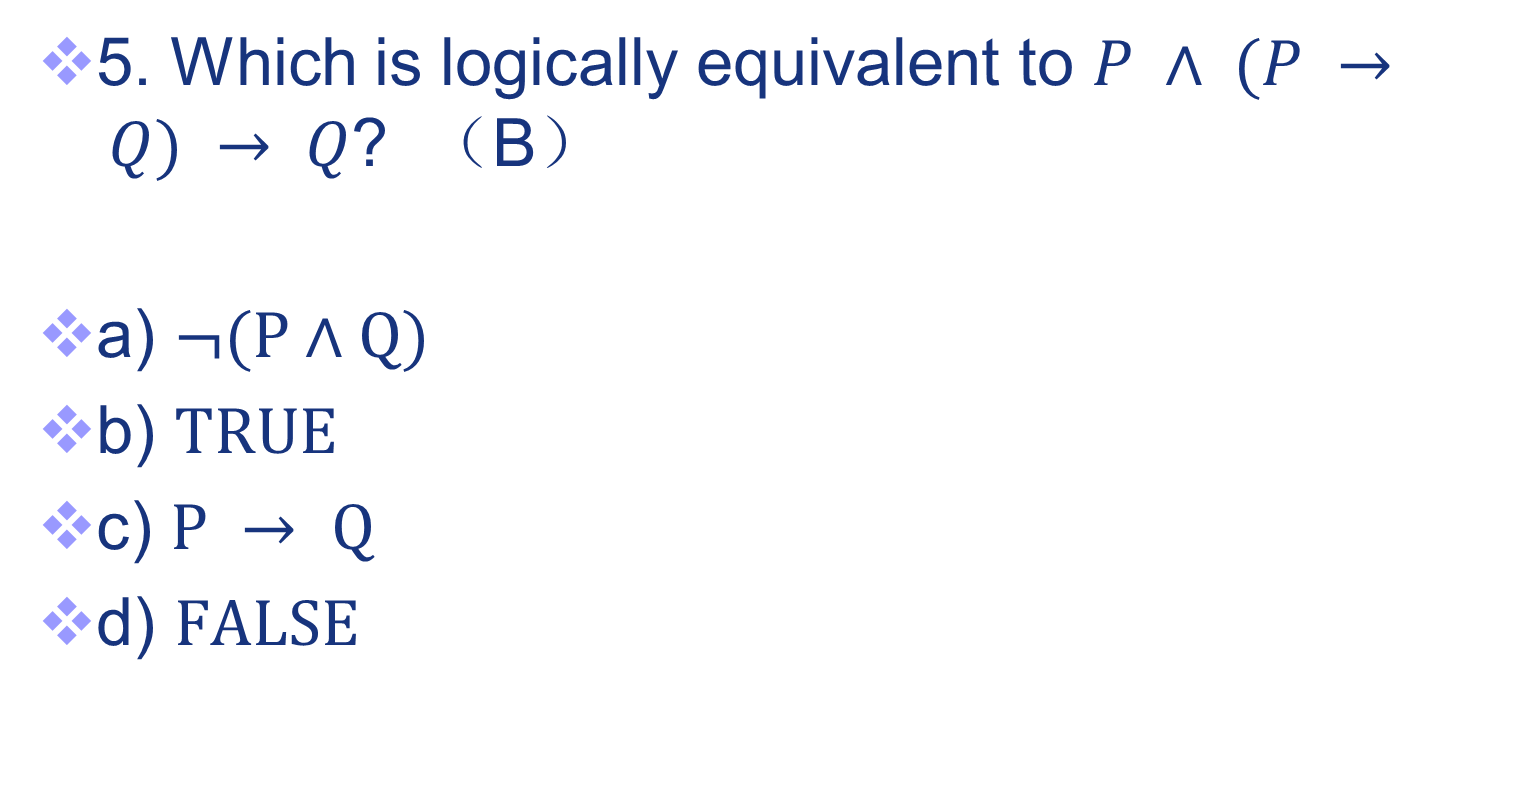 ❖5. Which is logically equivalent to 𝑃 ∧ (𝑃 →
𝑄) → 𝑄? （B）
❖a) ¬(P ∧ Q)
❖b) TRUE
❖c) P → Q
❖d) FALSE